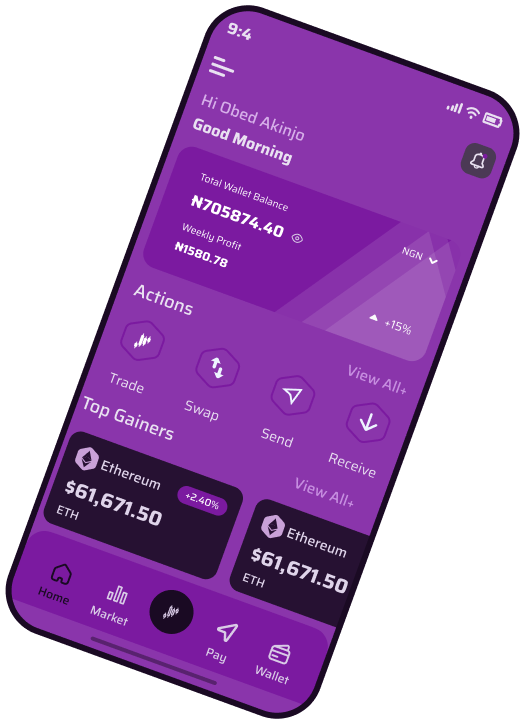 9:4
Hi Obed Akinjo
Good Morning
Total Wallet Balance
₦705874.40
NGN
Weekly Profit
₦1580.78
+15%
Actions
View All+
Trade
Swap
Send
Receive
Top Gainers
View All+
Ethereum
+2.40%
$61,671.50
ETH
Ethereum
$61,671.50
ETH
Home
Market
Pay
Wallet